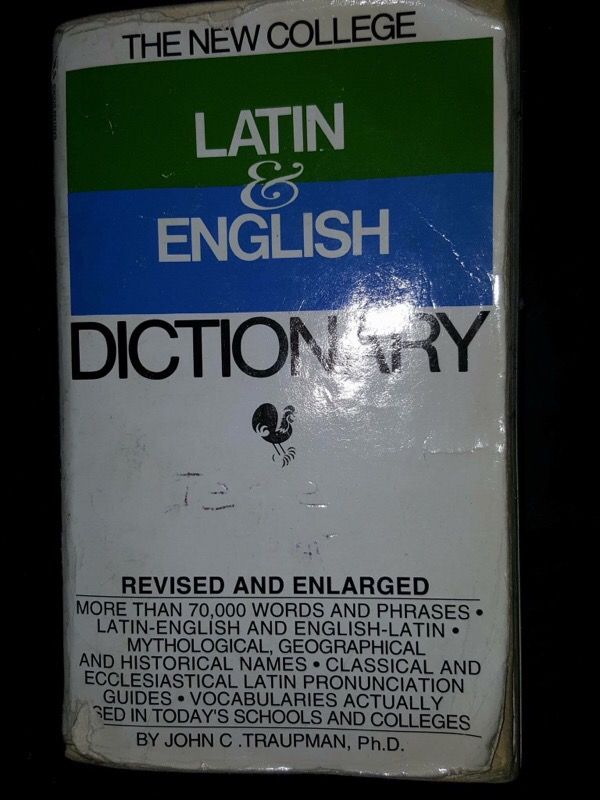 THE NEW COLLEGE
LATIN
&
ENGLISH
DICTIONARY
REVISED AND ENLARGED
MORE THAN 70,000 WORDS AND PHRASES •
LATIN-ENGLISH AND ENGLISH-LATIN •
MYTHOLOGICAL, GEOGRAPHICAL
AND HISTORICAL NAMES • CLASSICAL AND
ECCLESIASTICAL LATIN PRONUNCIATION
GUIDES • VOCABULARIES ACTUALLY
SED IN TODAY'S SCHOOLS AND COLLEGES
BY JOHN C .TRAUPMAN, Ph.D.